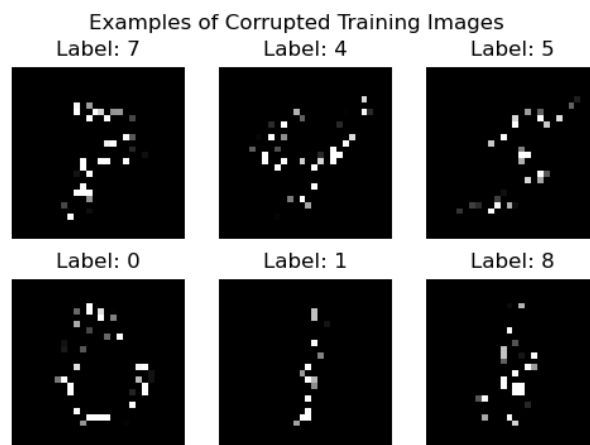 Examples of Corrupted Training Images
Label: 7 Label: 4 Label: 5
Label: 0 Label: 1 Label: 8